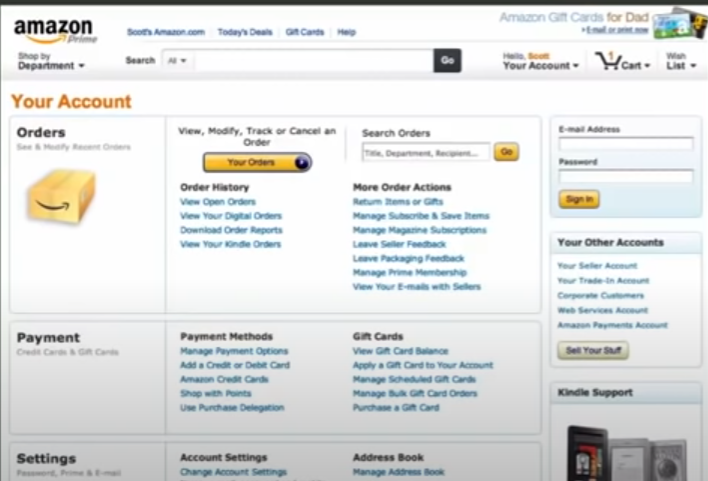 amazon
Prime
Scott's Amazon.com
Today's Deals
Gift Cards
Help
Amazon Gift Cards for Dad
E-mail or print now
Shop by
Department
Search
All
Go
Hello, Scott
Your Account
1
Cart
Wish
List
Your Account
Orders
See & Modify Recent Orders
View, Modify, Track or Cancel an
Order
Your Orders
Order History
View Open Orders
View Your Digital Orders
Download Order Reports
View Your Kindle Orders
Search Orders
Title, Department, Recipient...
Go
More Order Actions
Return Items or Gifts
Manage Subscribe & Save Items
Manage Magazine Subscriptions
Leave Seller Feedback
Leave Packaging Feedback
Manage Prime Membership
View Your E-mails with Sellers
Payment
Credit Cards & Gift Cards
Payment Methods
Manage Payment Options
Add a Credit or Debit Card
Amazon Credit Cards
Shop with Points
Use Purchase Delegation
Gift Cards
View Gift Card Balance
Apply a Gift Card to Your Account
Manage Scheduled Gift Cards
Manage Bulk Gift Card Orders
Purchase a Gift Card
Settings
Password, Prime & E-mail
Account Settings
Change Account Settings
Address Book
Manage Address Book
E-mail Address
Password
Sign in
Your Other Accounts
Your Seller Account
Your Trade-In Account
Corporate Customers
Web Services Account
Amazon Payments Account
Sell Your Stuff
Kindle Support